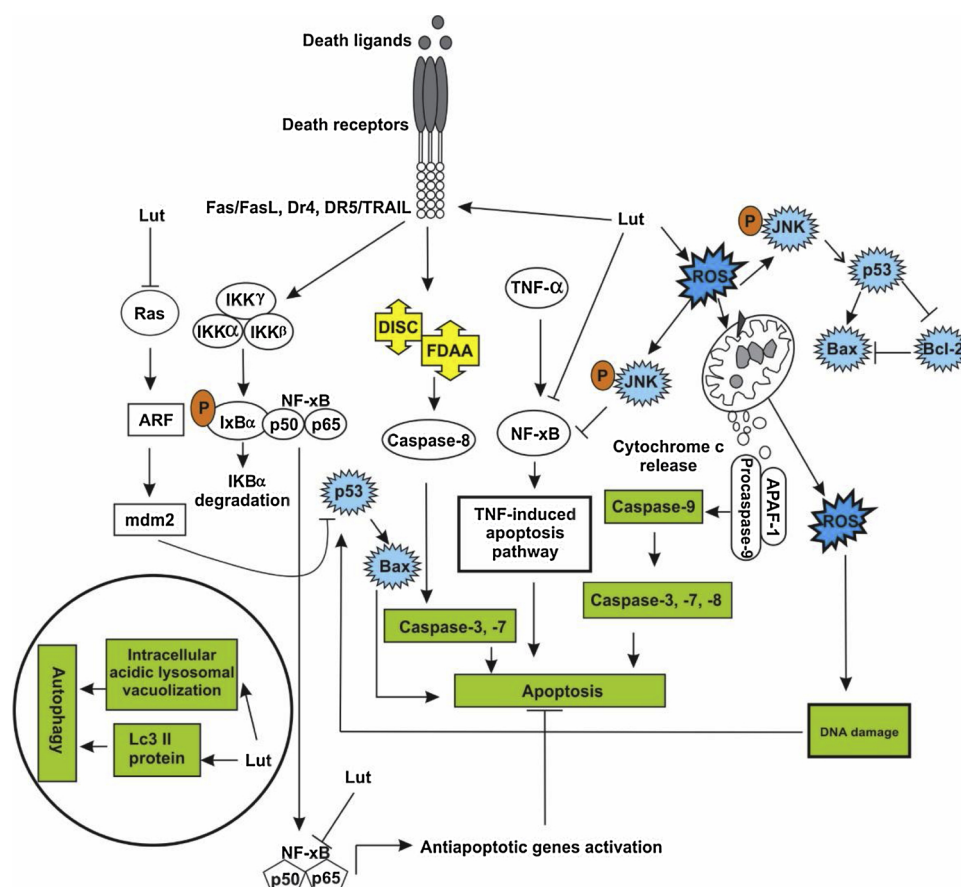 Death ligands
Death receptors
Fas/FasL, Dr4, DR5/TRAIL
Lut
Lut
P
JNK
ROS
p53
Bax
Bcl-2
Ras
IKKγ
IKKα
IKKβ
TNF-α
DISC
FDAA
P
JNK
ARF
P
IxBα
NF-xB
p50
p65
Caspase-8
NF-xB
Cytochrome c
release
IKBα
degradation
mdm2
p53
Bax
TNF-induced
apoptosis
pathway
Caspase-9
Procaspase-9
APAF-1
ROS
Caspase-3, -7
Caspase-3, -7, -8
Apoptosis
DNA damage
Autophagy
Intracellular
acidic lysosomal
vacuolization
Lc3 II
protein
Lut
Lut
NF-xB
p50
p65
Antiapoptotic genes activation